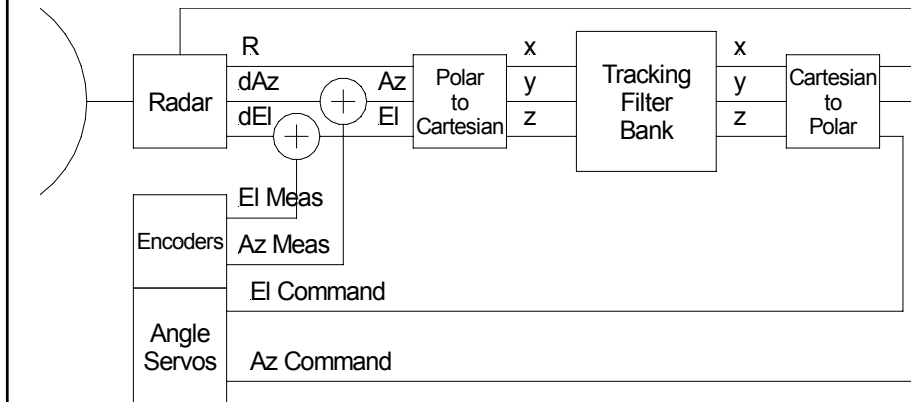 R
x
x
dAz
Az
Polar
to
Cartesian
y
Tracking
Filter
Bank
y
Cartesian
to
Polar
Radar
dEl
El
z
z
El Meas
Encoders
Az Meas
El Command
Angle
Servos
Az Command